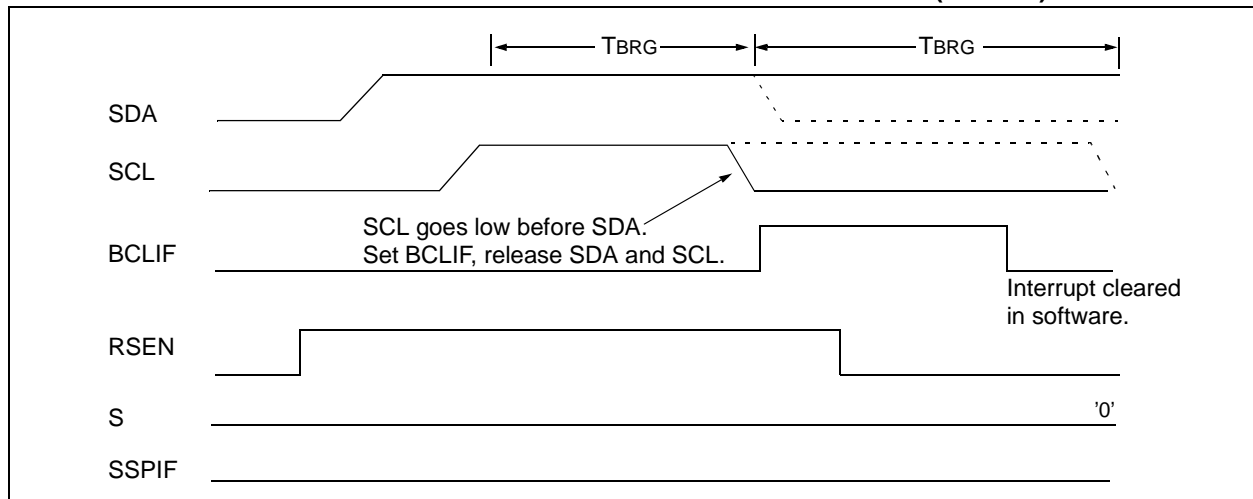 TBRG TBRG
SDA
SCL
SCL goes low before SDA.
Set BCLIF, release SDA and SCL.
BCLIF
Interrupt cleared
in software.
RSEN
S '0'
SSPIF